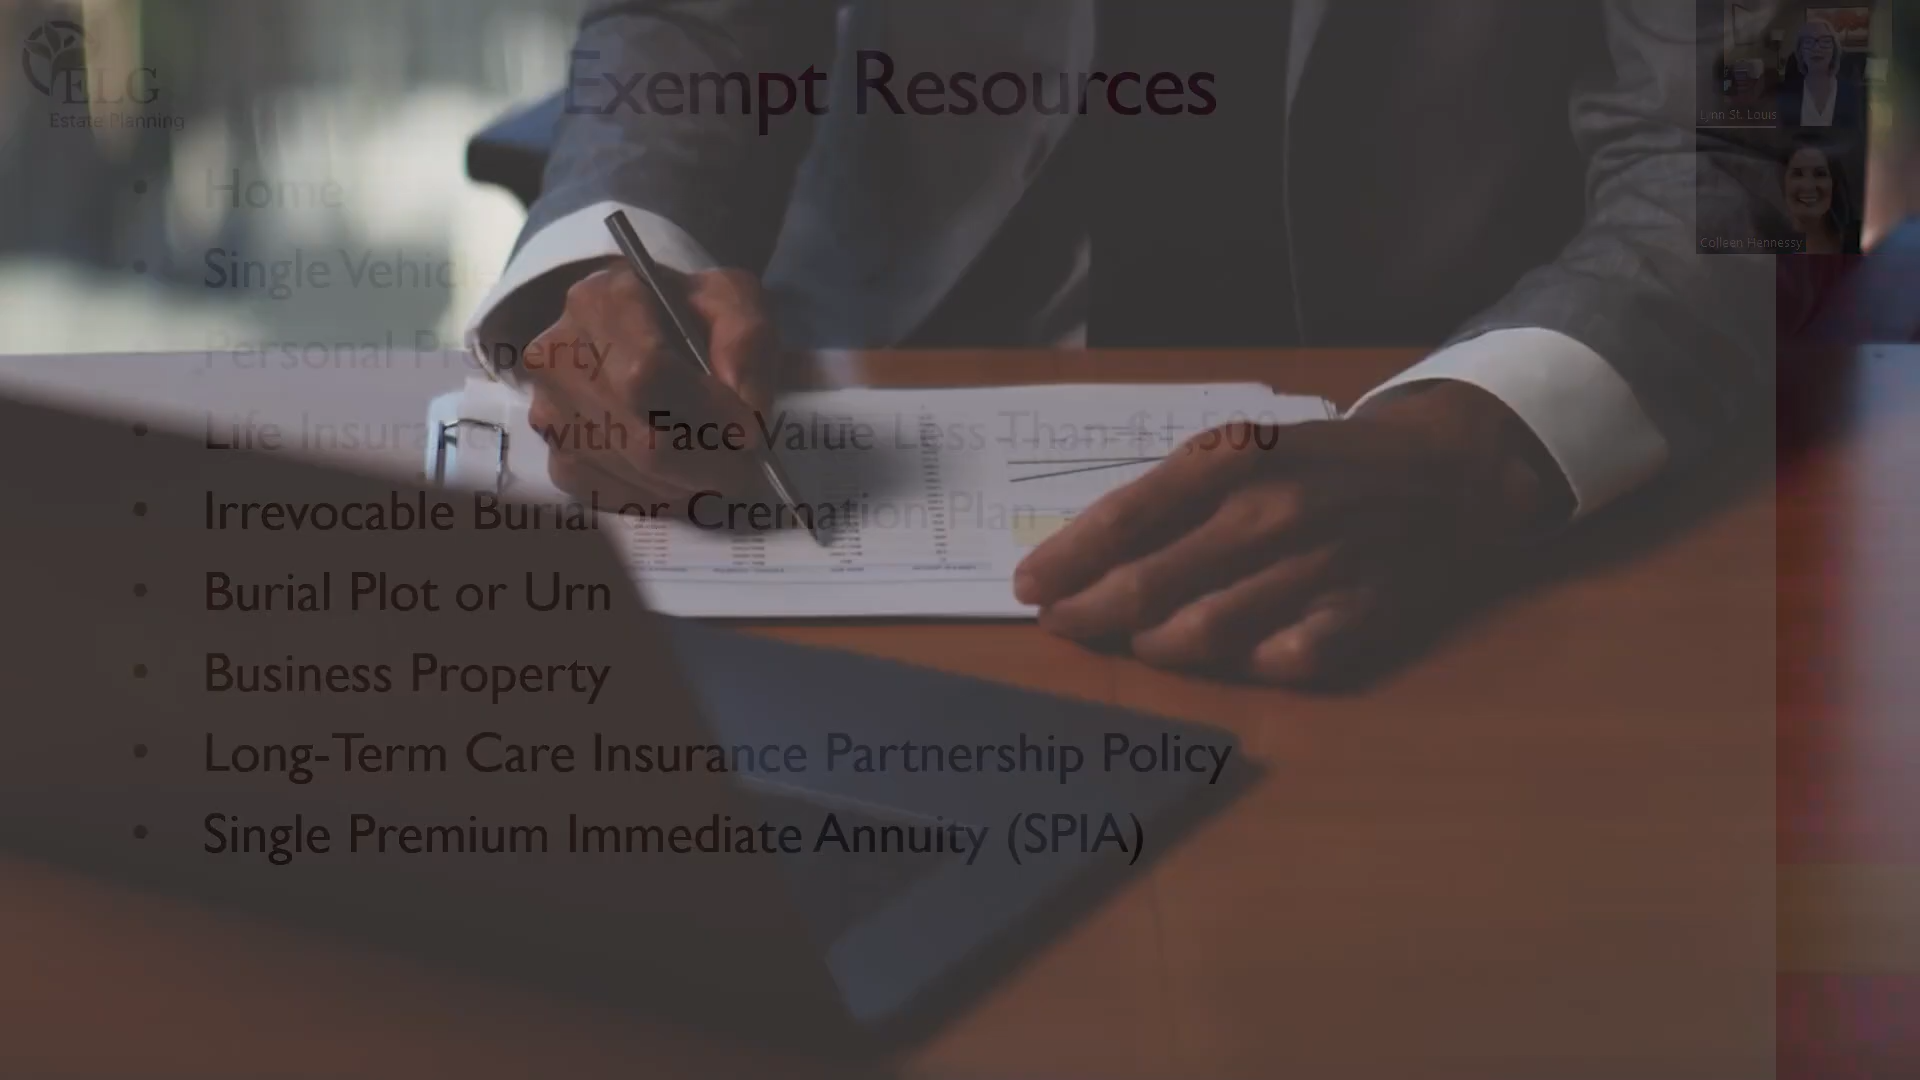 ELG
Estate Planning
Exempt Resources
Lynn St. Louis
Colleen Hennessy
• Home
• Single Vehicle
• Personal Property
• Life Insurance with Face Value Less Than $1,500
• Irrevocable Burial or Cremation Plan
• Burial Plot or Urn
• Business Property
• Long-Term Care Insurance Partnership Policy
• Single Premium Immediate Annuity (SPIA)